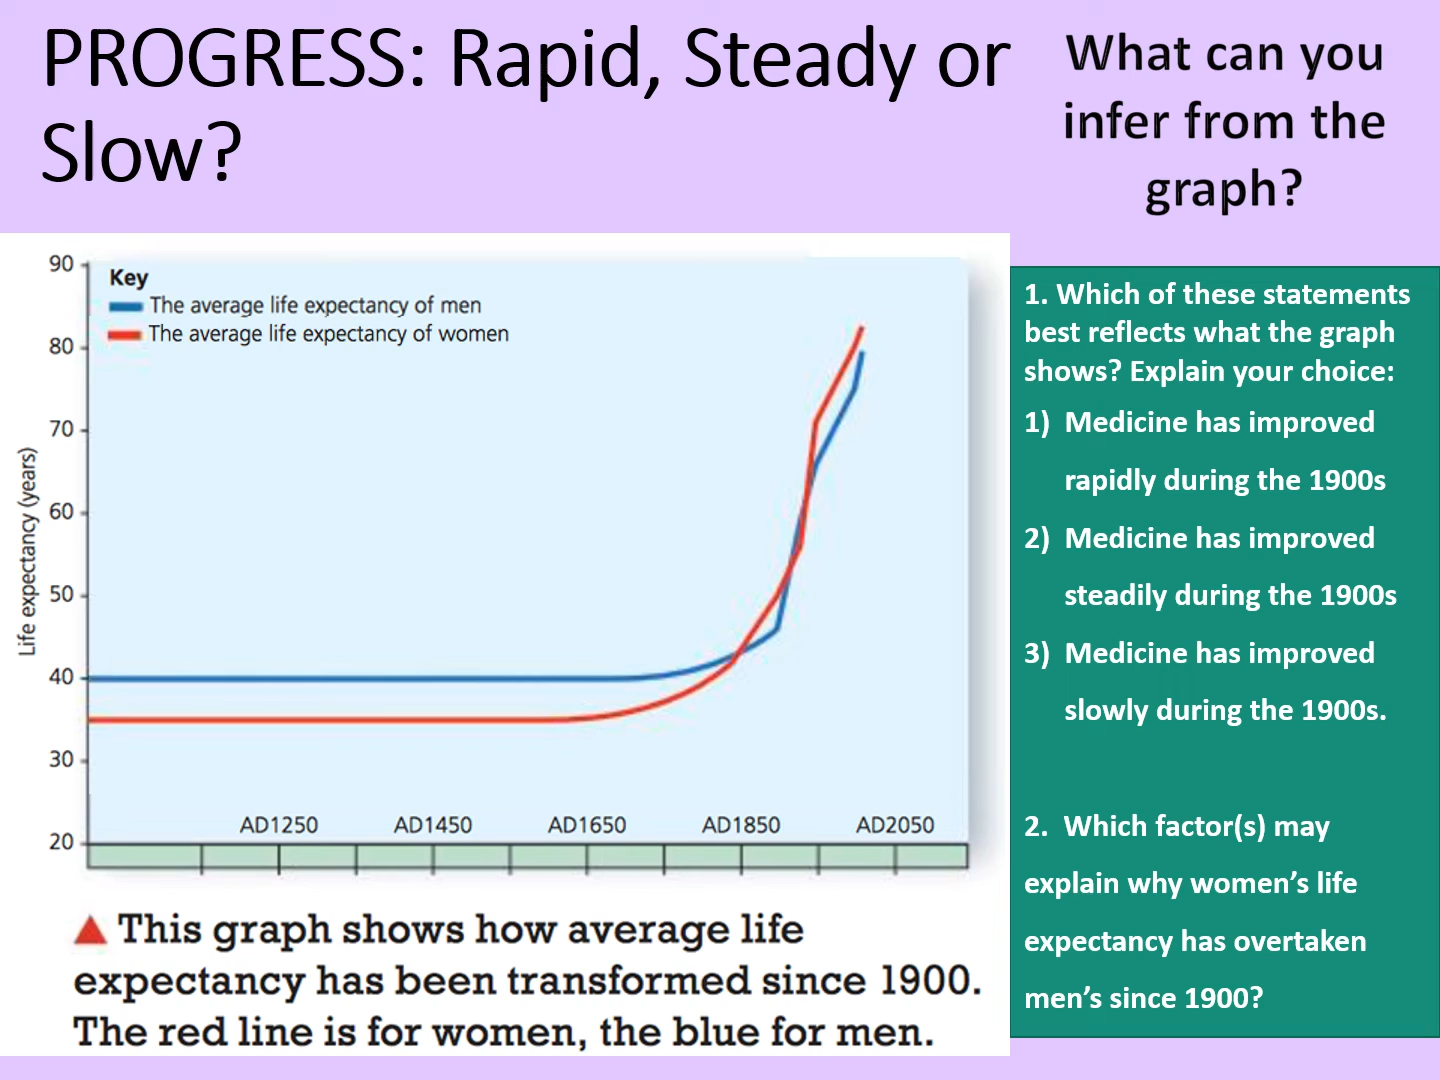 PROGRESS: Rapid, Steady or
Slow?
What can you
infer from the
graph?
90
80
70
60
50
40
30
20
Life expectancy (years)
Key
The average life expectancy of men
The average life expectancy of women
AD1250
AD1450
AD1650
AD1850
AD2050
This graph shows how average life
expectancy has been transformed since 1900.
The red line is for women, the blue for men.
1. Which of these statements
best reflects what the graph
shows? Explain your choice:
1) Medicine has improved
rapidly during the 1900s
2) Medicine has improved
steadily during the 1900s
3) Medicine has improved
slowly during the 1900s.
2. Which factor(s) may
explain why women’s life
expectancy has overtaken
men’s since 1900?